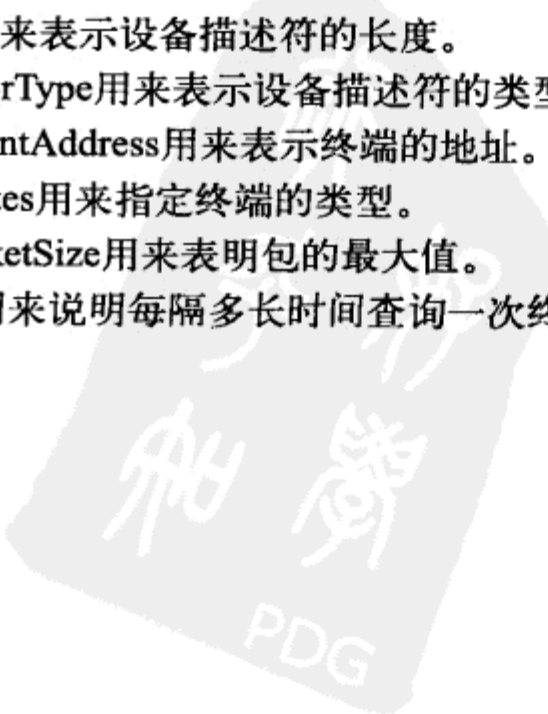 来表示设备描述符的长度。
rType用来表示设备描述符的类型
ntAddress用来表示终端的地址。
tes用来指定终端的类型。
ketSize用来表明包的最大值。
用来说明每隔多长时间查询一次终
PDG